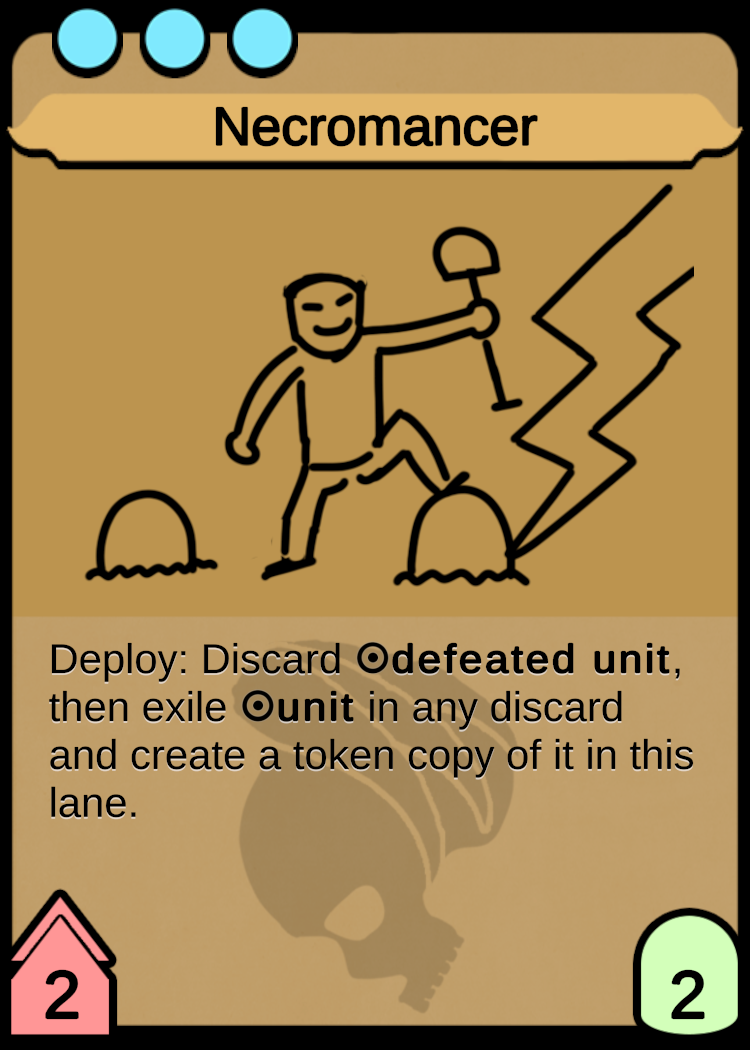 Necromancer
Deploy: Discard ⊙defeated unit,
then exile ⊙unit in any discard
and create a token copy of it in this
lane.
2
2